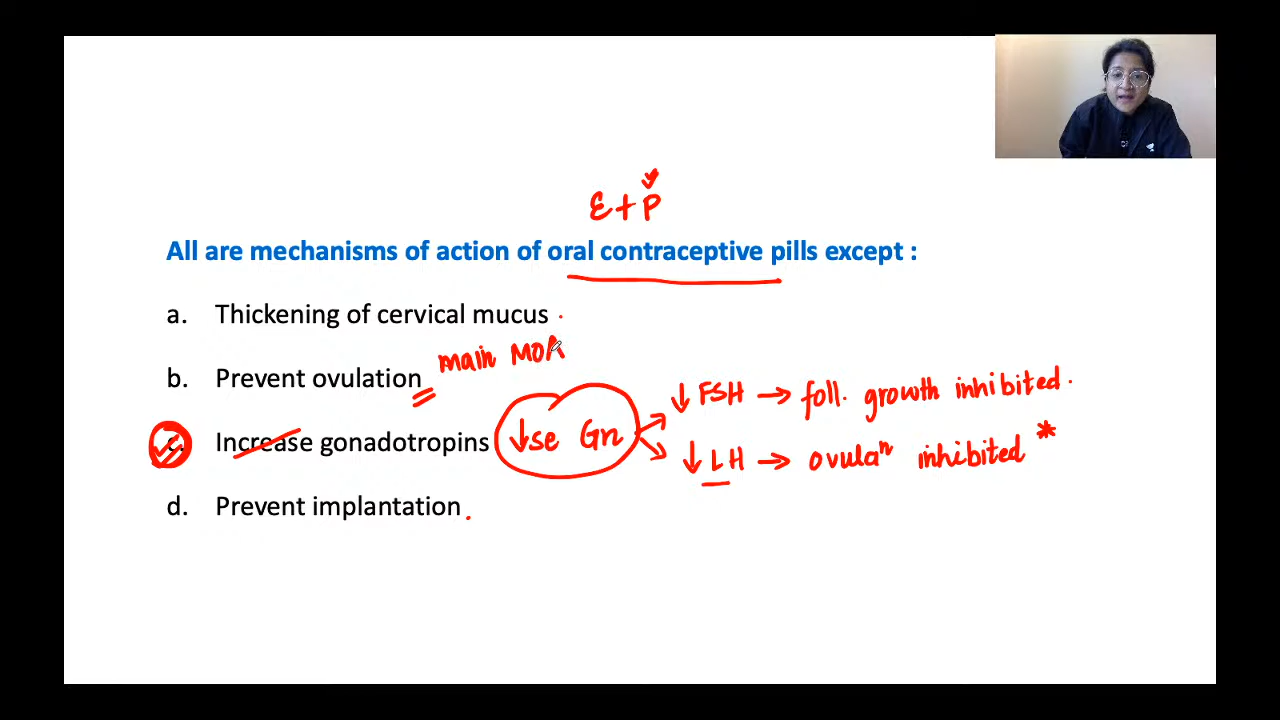 E + P
All are mechanisms of action of oral contraceptive pills except :
a. Thickening of cervical mucus
main MOA
b. Prevent ovulation
↓ FSH → foll. growth inhibited.
c. Increase gonadotropins ↓se Gn
↓ LH → ovulaⁿ inhibited *
d. Prevent implantation